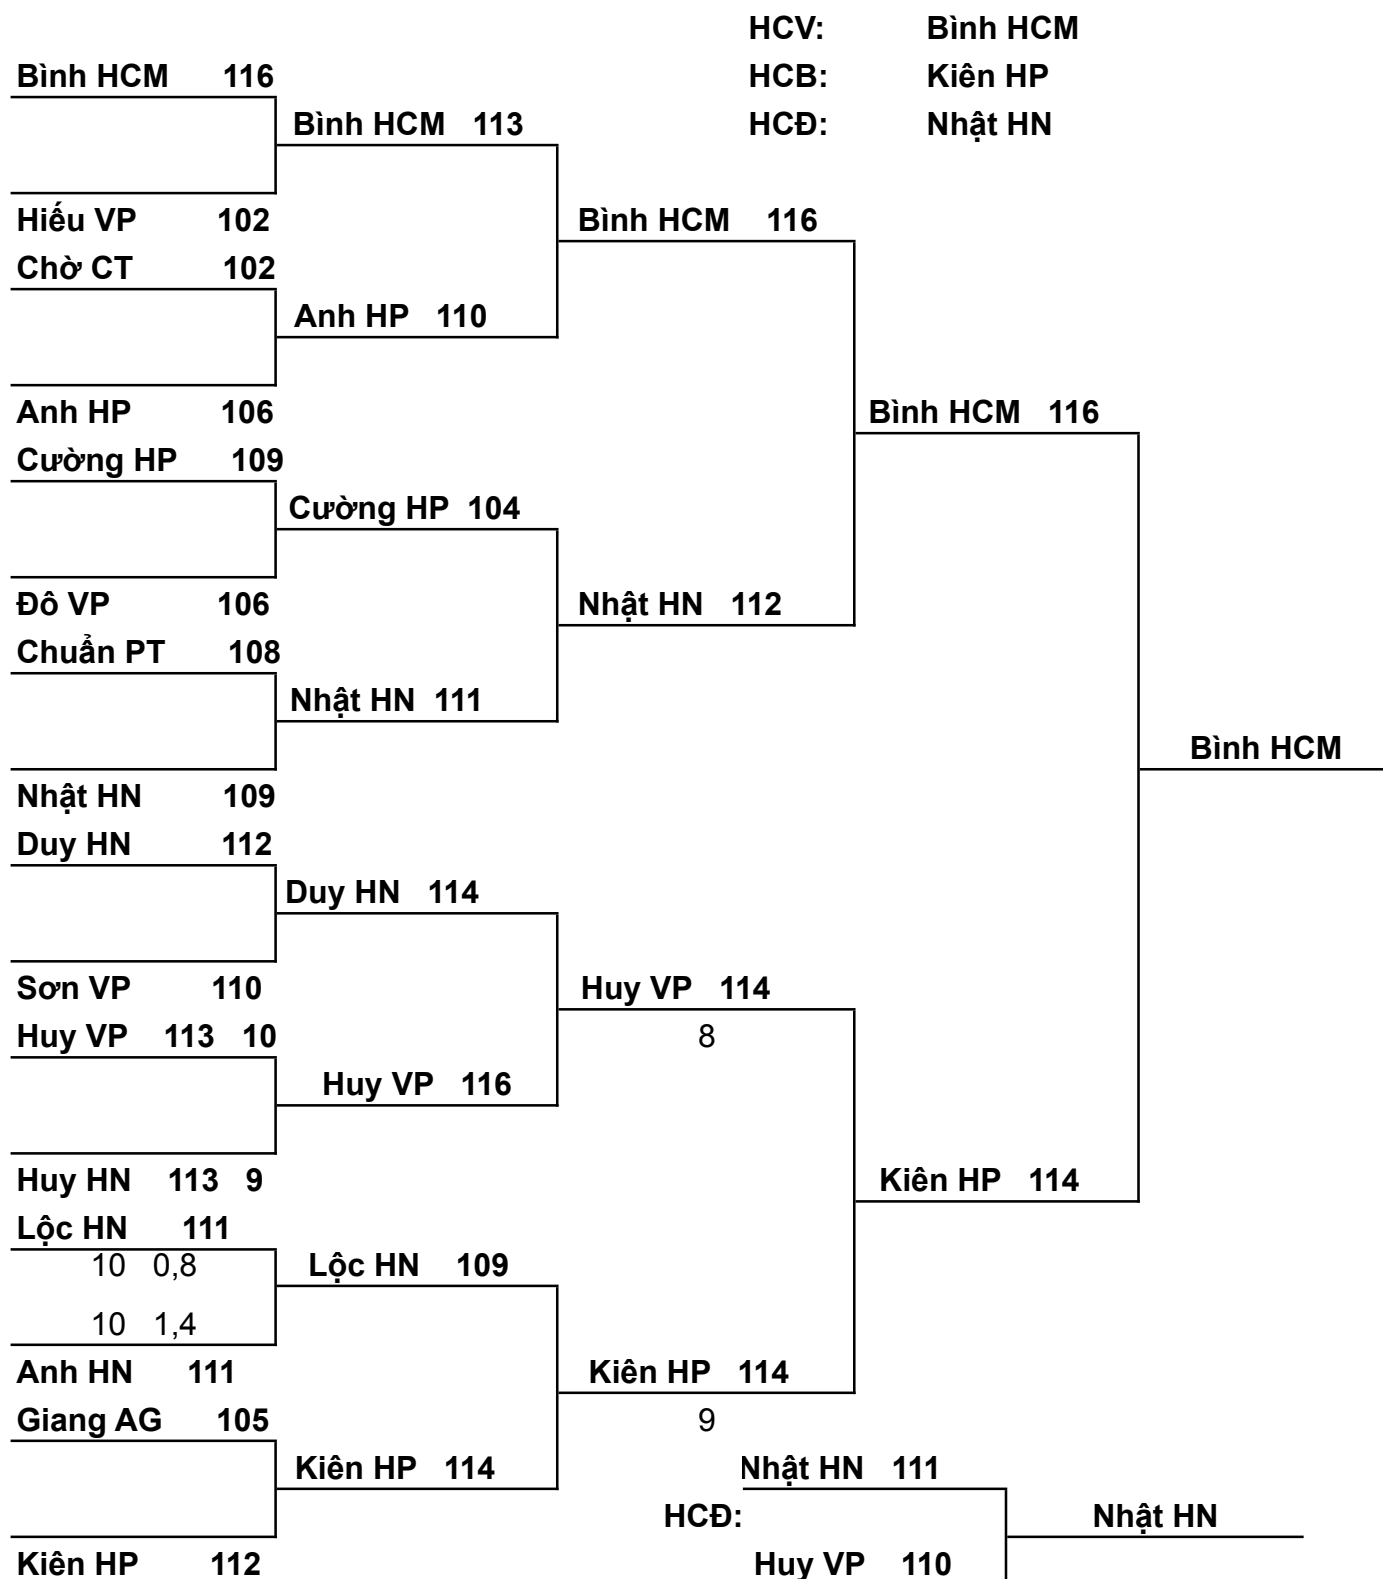 HCV: Bình HCM
Bình HCM 116 HCB: Kiên HP
Bình HCM 113 HCĐ: Nhật HN
Hiếu VP 102 Bình HCM 116
Chờ CT 102
Anh HP 110
Anh HP 106 Bình HCM 116
Cường HP 109
Cường HP 104
Đô VP 106 Nhật HN 112
Chuẩn PT 108
Nhật HN 111
Bình HCM
Nhật HN 109
Duy HN 112
Duy HN 114
Sơn VP 110 Huy VP 114
Huy VP 113 10 8
Huy VP 116
Huy HN 113 9 Kiên HP 114
Lộc HN 111
10 0,8 Lộc HN 109
10 1,4
Anh HN 111 Kiên HP 114
Giang AG 105 9
Kiên HP 114 Nhật HN 111
HCĐ: Nhật HN
Kiên HP 112 Huy VP 110